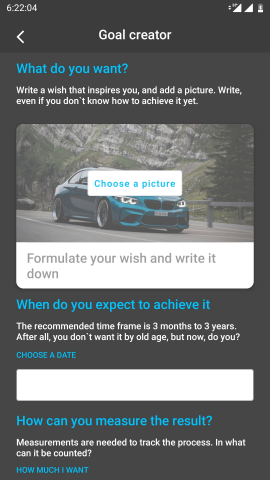 6:22:04
Goal creator
What do you want?
Write a wish that inspires you, and add a picture. Write,
even if you don`t know how to achieve it yet.
Choose a picture
Formulate your wish and write it
down
When do you expect to achieve it
The recommended time frame is 3 months to 3 years.
After all, you don`t want it by old age, but now, do you?
CHOOSE A DATE
How can you measure the result?
Measurements are needed to track the process. In what
can it be counted?
HOW MUCH I WANT